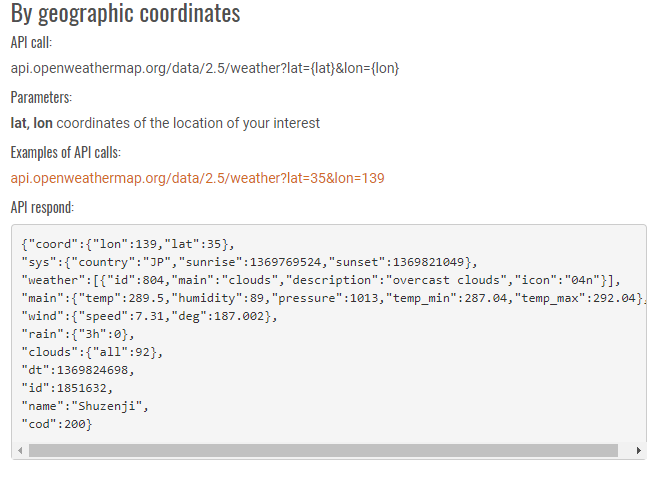 By geographic coordinates
API call:
api.openweathermap.org/data/2.5/weather?lat={lat}&lon={lon}
Parameters:
lat, lon coordinates of the location of your interest
Examples of API calls:
api.openweathermap.org/data/2.5/weather?lat=35&lon=139
API respond:
{"coord":{"lon":139,"lat":35},
"sys":{"country":"JP","sunrise":1369769524,"sunset":1369821049},
"weather":[{"id":804,"main":"clouds","description":"overcast clouds","icon":"04n"}],
"main":{"temp":289.5,"humidity":89,"pressure":1013,"temp_min":287.04,"temp_max":292.04},
"wind":{"speed":7.31,"deg":187.002},
"rain":{"3h":0},
"clouds":{"all":92},
"dt":1369824698,
"id":1851632,
"name":"Shuzenji",
"cod":200}